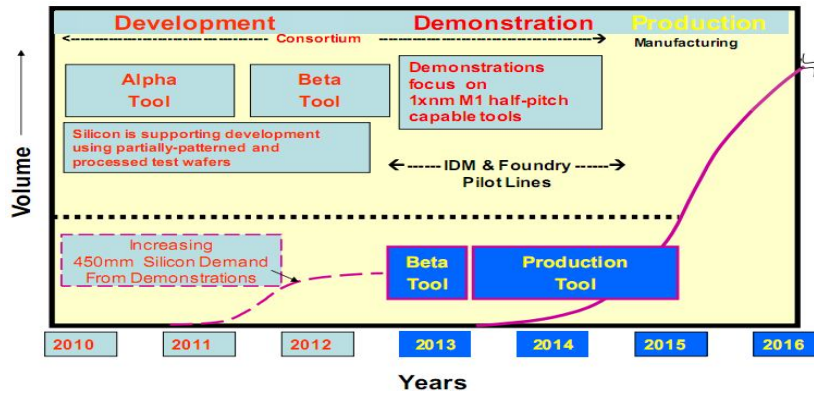 Development Demonstration Production
<------------- Consortium -------------> Manufacturing
Alpha
Tool
Beta
Tool
Demonstrations
focus on
1xnm M1 half-pitch
capable tools
Silicon is supporting development
using partially-patterned and
processed test wafers
<------ IDM & Foundry ------>
Pilot Lines
Volume
Increasing
450mm Silicon Demand
From Demonstrations
Beta
Tool
Production
Tool
2010 2011 2012 2013 2014 2015 2016
Years